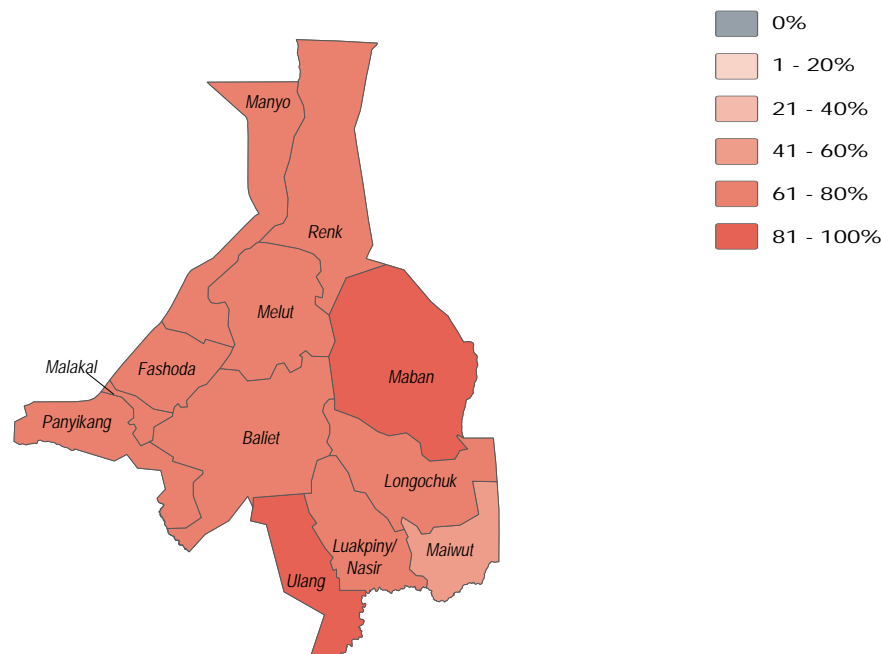 0%
1 - 20%
21 - 40%
41 - 60%
61 - 80%
81 - 100%
Manyo
Renk
Melut
Maban
Malakal
Fashoda
Panyikang
Baliet
Longochuk
Luakpiny/
Nasir
Maiwut
Ulang